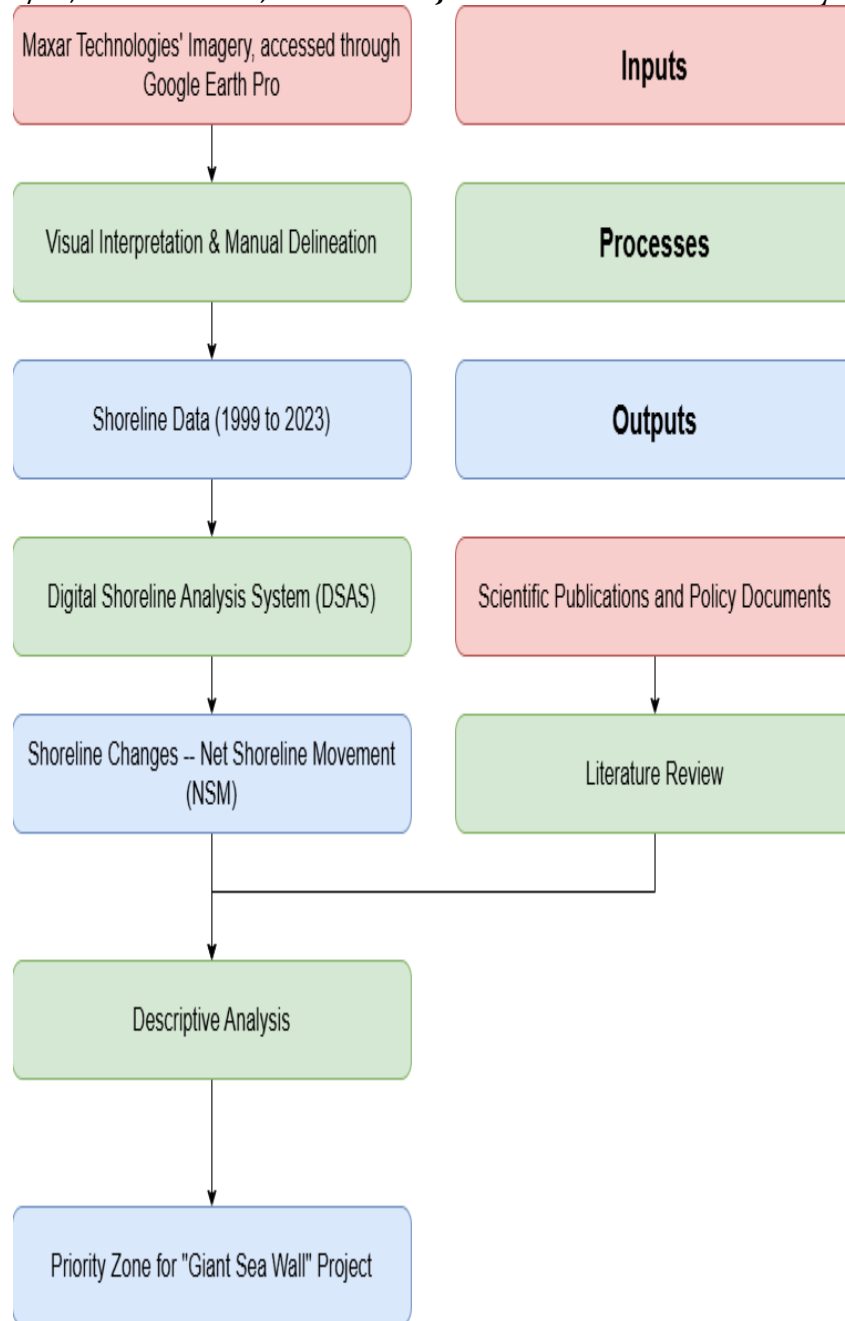 Maxar Technologies' Imagery, accessed through
Google Earth Pro
Inputs
Visual Interpretation & Manual Delineation
Processes
Shoreline Data (1999 to 2023)
Outputs
Digital Shoreline Analysis System (DSAS)
Scientific Publications and Policy Documents
Shoreline Changes -- Net Shoreline Movement
(NSM)
Literature Review
Descriptive Analysis
Priority Zone for "Giant Sea Wall" Project